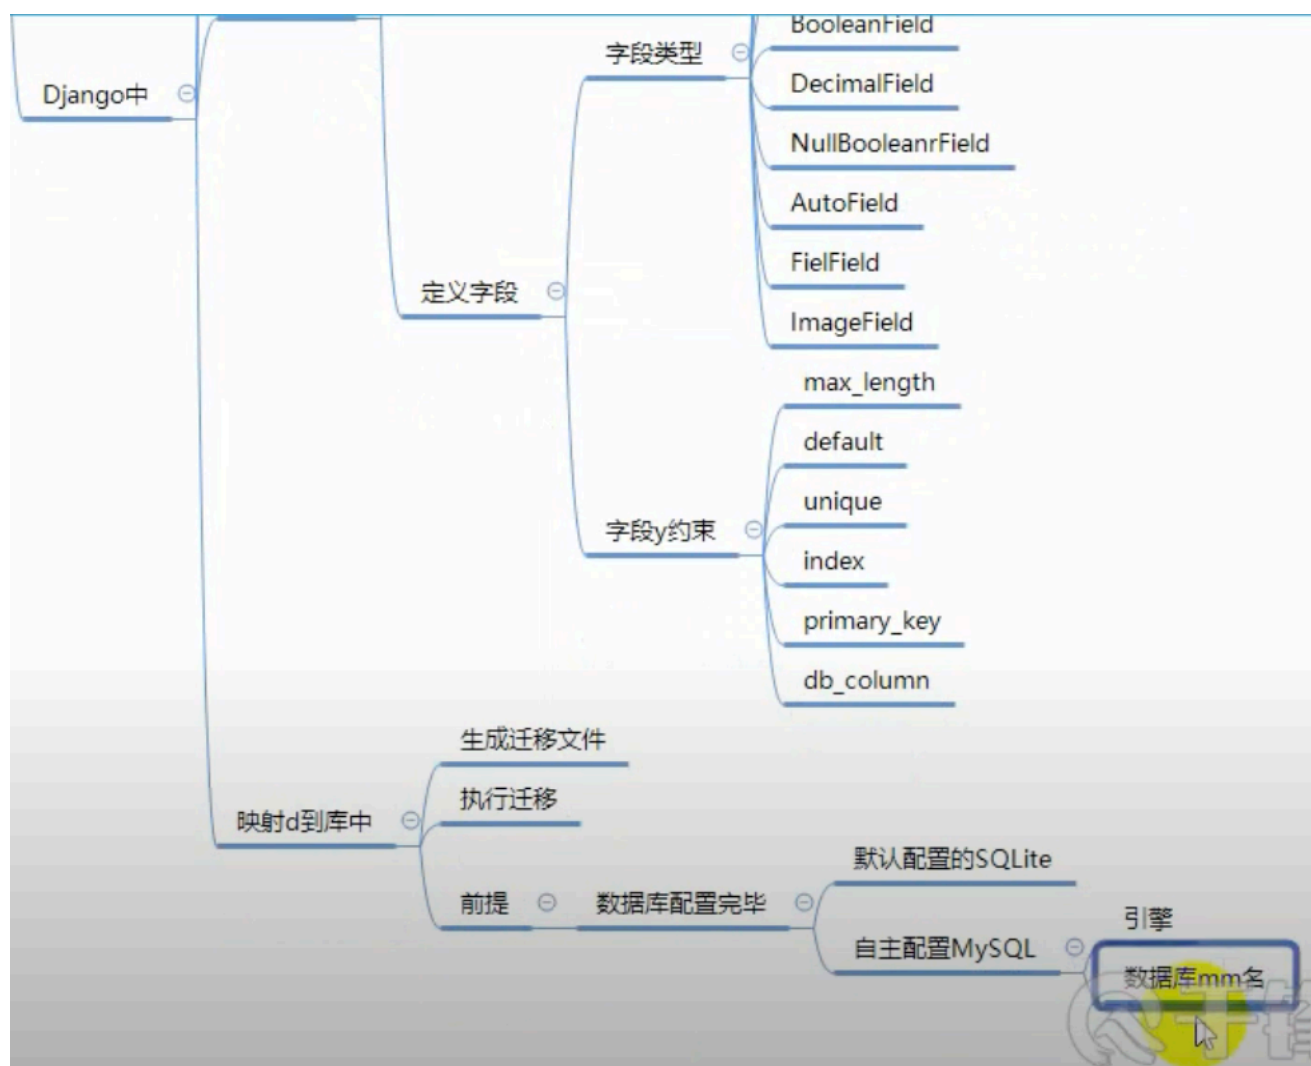 BooleanField
字段类型
DecimalField
Django中
NullBooleanrField
AutoField
FielField
定义字段
ImageField
max_length
default
unique
字段y约束
index
primary_key
db_column
生成迁移文件
执行迁移
映射d到库中
默认配置的SQLite
前提
数据库配置完毕
引擎
自主配置MySQL
数据库mm名
千锋